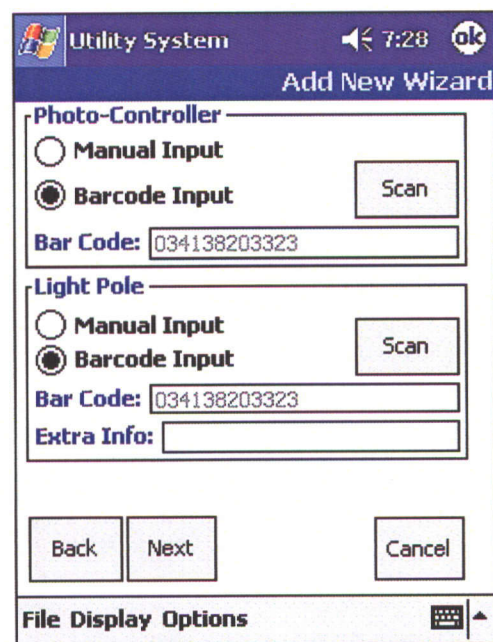 Utility System 7:28 ok
Add New Wizard
Photo-Controller
Manual Input
Barcode Input
Scan
Bar Code: 034138203323
Light Pole
Manual Input
Barcode Input
Scan
Bar Code: 034138203323
Extra Info:
Back Next Cancel
File Display Options